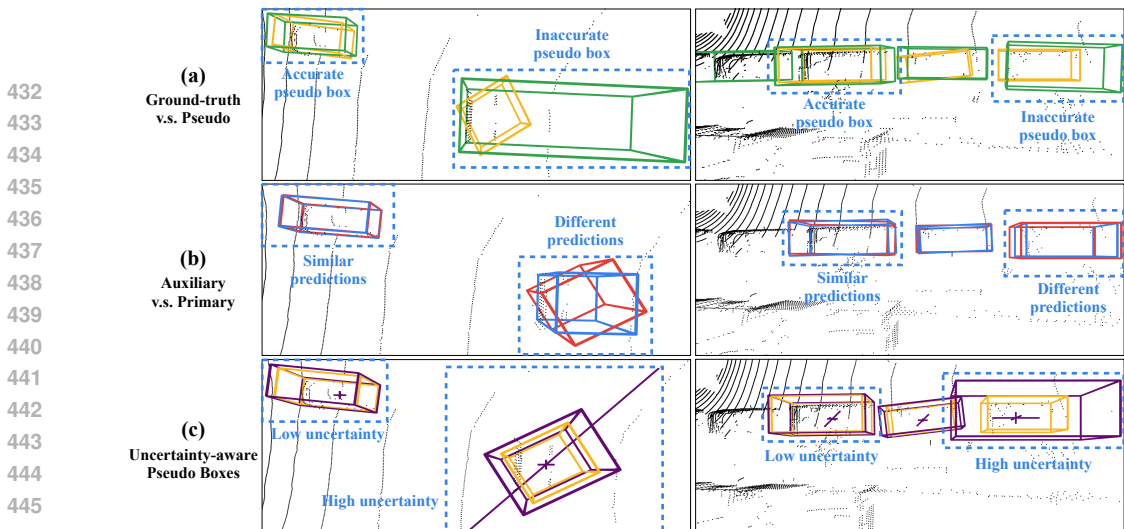 432
433
434
435
436
437
438
439
440
441
442
443
444
445
(a)
Ground-truth
v.s. Pseudo
Accurate
pseudo box
Inaccurate
pseudo box
Accurate
pseudo box
Inaccurate
pseudo box
(b)
Auxiliary
v.s. Primary
Similar
predictions
Different
predictions
Similar
predictions
Different
predictions
(c)
Uncertainty-aware
Pseudo Boxes
Low uncertainty
High uncertainty
Low uncertainty
High uncertainty